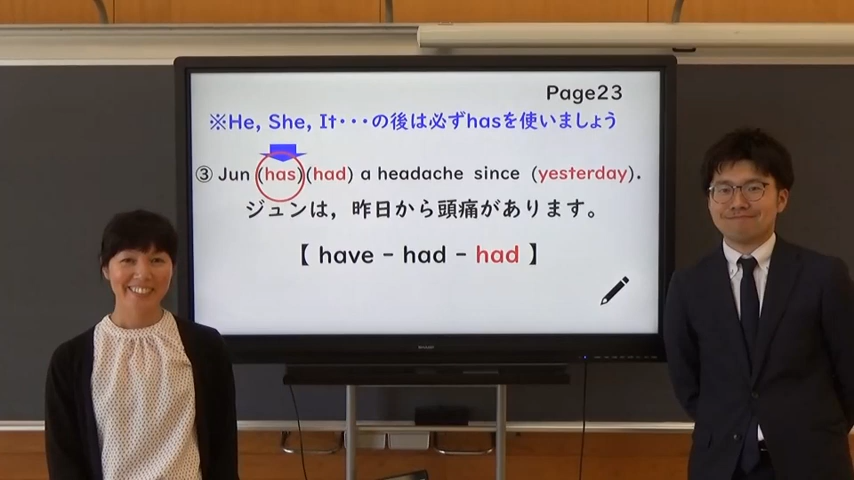 Page23
※He, She, It･･･の後は必ずhasを使いましょう
③ Jun (has)(had) a headache since (yesterday).
ジュンは，昨日から頭痛があります。
【 have - had - had 】
SHARP